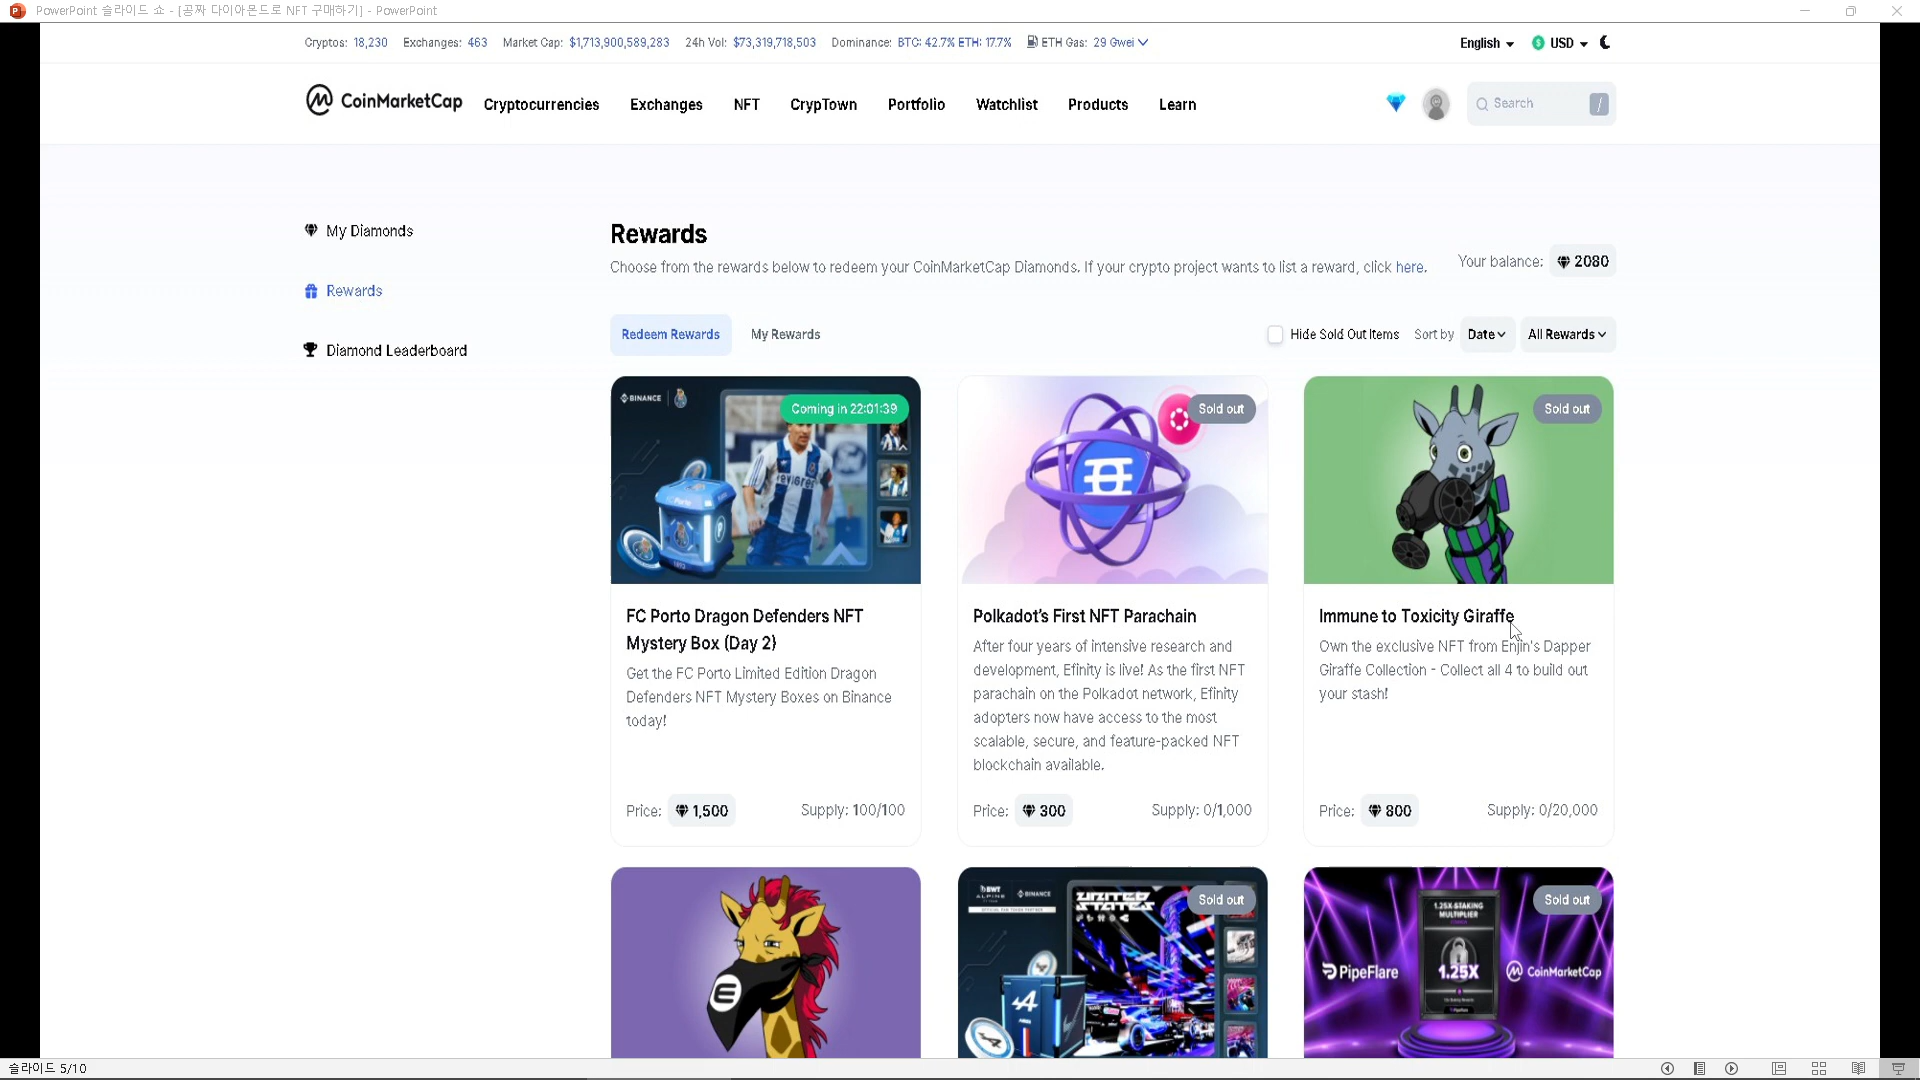 PowerPoint 슬라이드 쇼 - [공짜 다이아몬드로 NFT 구매하기] - PowerPoint
Cryptos: 18,230 Exchanges: 463 Market Cap: $1,713,900,589,283 24h Vol: $73,319,718,503 Dominance: BTC: 42.7% ETH: 17.7% ETH Gas: 29 Gwei
English USD
CoinMarketCap Cryptocurrencies Exchanges NFT CrypTown Portfolio Watchlist Products Learn Search /
My Diamonds
Rewards
Diamond Leaderboard
Rewards
Choose from the rewards below to redeem your CoinMarketCap Diamonds. If your crypto project wants to list a reward, click here.
Your balance: 2080
Redeem Rewards My Rewards
Hide Sold Out Items Sort by Date All Rewards
BINANCE
Coming in 22:01:39
FC Porto Dragon Defenders NFT
Mystery Box (Day 2)
Get the FC Porto Limited Edition Dragon
Defenders NFT Mystery Boxes on Binance
today!
Price: 1,500 Supply: 100/100
Sold out
Polkadot's First NFT Parachain
After four years of intensive research and
development, Efinity is live! As the first NFT
parachain on the Polkadot network, Efinity
adopters now have access to the most
scalable, secure, and feature-packed NFT
blockchain available.
Price: 300 Supply: 0/1,000
Sold out
Immune to Toxicity Giraffe
Own the exclusive NFT from Enjin's Dapper
Giraffe Collection - Collect all 4 to build out
your stash!
Price: 800 Supply: 0/20,000
BWT
ALPINE
BINANCE
UNITED
STATES
Sold out
Sold out
1.25X-STAKING
MULTIPLIER
PipeFlare
1.25X
CoinMarketCap
슬라이드 5/10